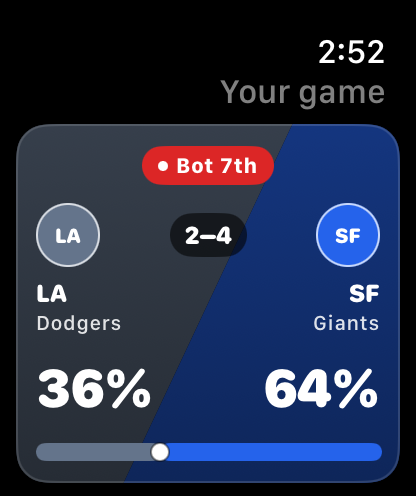 2:52
Your game
Bot 7th
LA 2–4 SF
LA SF
Dodgers Giants
36% 64%